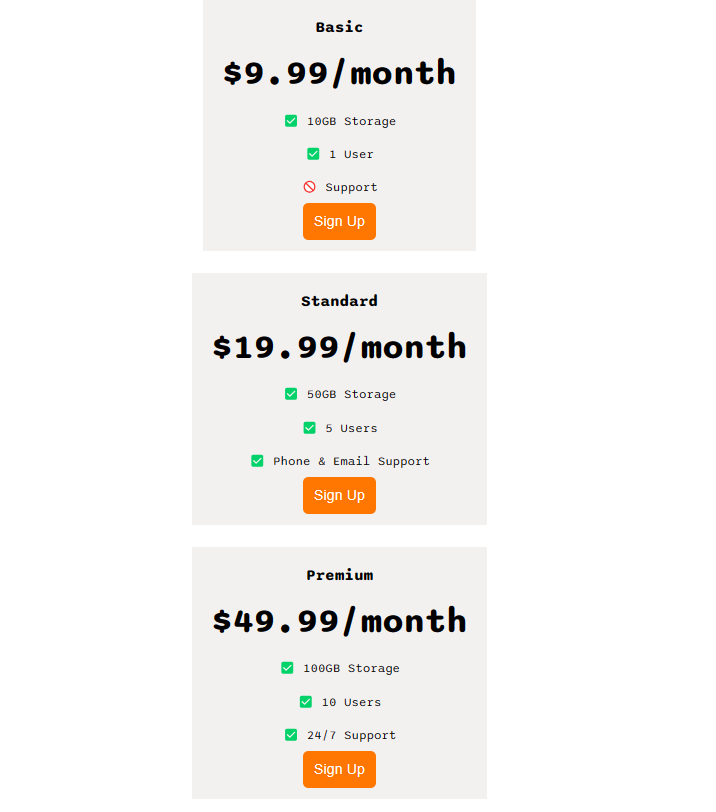 Basic
$9.99/month
10GB Storage
1 User
Support
Sign Up
Standard
$19.99/month
50GB Storage
5 Users
Phone & Email Support
Sign Up
Premium
$49.99/month
100GB Storage
10 Users
24/7 Support
Sign Up